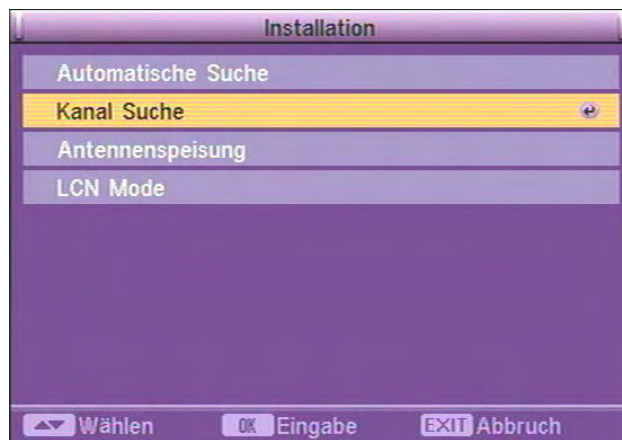 Installation
Automatische Suche
Kanal Suche
Antennenspeisung
LCN Mode
Wählen OK Eingabe EXIT Abbruch